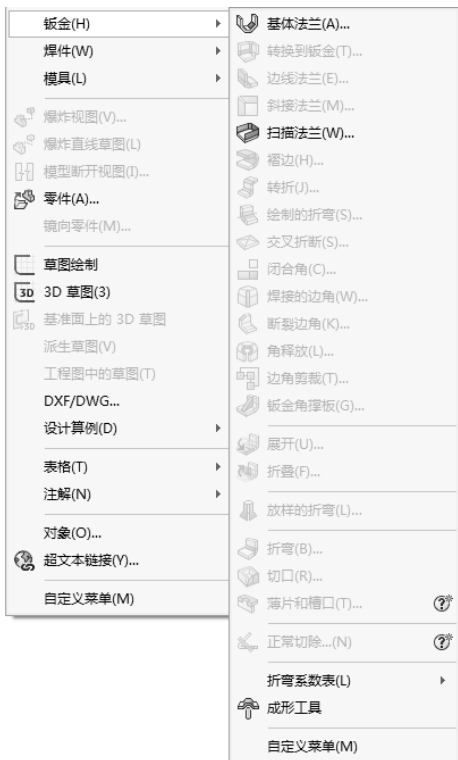 钣金(H)
焊件(W)
模具(L)
爆炸视图(V)...
爆炸直线草图(L)
模型断开视图(I)...
零件(A)...
镜向零件(M)...
草图绘制
3D 草图(3)
基准面上的 3D 草图
派生草图(V)
工程图中的草图(T)
DXF/DWG...
设计算例(D)
表格(T)
注解(N)
对象(O)...
超文本链接(Y)...
自定义菜单(M)
基体法兰(A)...
转换到钣金(T)...
边线法兰(E)...
斜接法兰(M)...
扫描法兰(W)...
褶边(H)...
转折(J)...
绘制的折弯(S)...
交叉折断(S)...
闭合角(C)...
焊接的边角(W)...
断裂边角(K)...
角释放(L)...
边角剪裁(T)...
钣金角撑板(G)...
展开(U)...
折叠(F)...
放样的折弯(L)...
折弯(B)...
切口(R)...
薄片和槽口(T)...
正常切除...(N)
折弯系数表(L)
成形工具
自定义菜单(M)